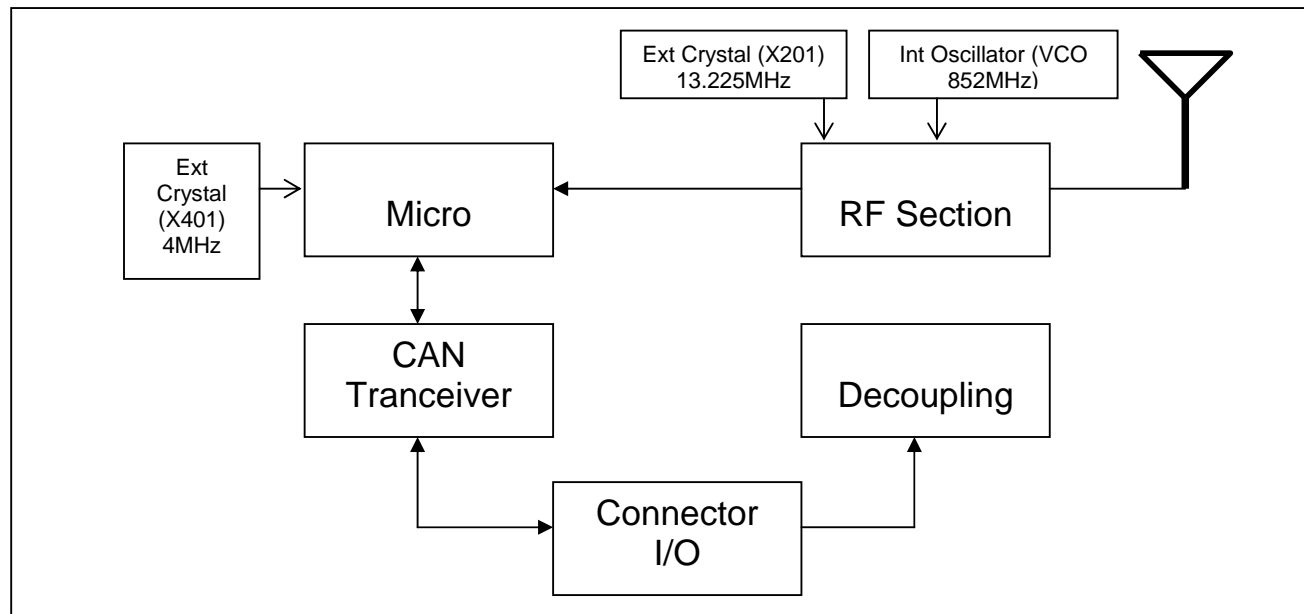 Ext Crystal (X201)
13.225MHz
Int Oscillator (VCO
852MHz)
Ext
Crystal
(X401)
4MHz
Micro
RF Section
CAN
Tranceiver
Decoupling
Connector
I/O